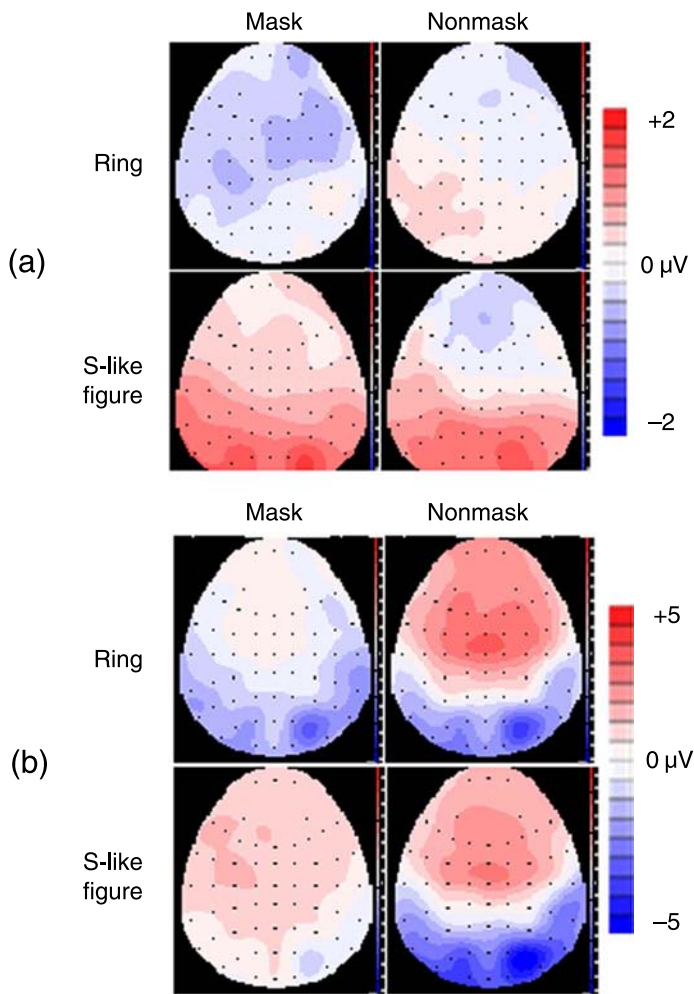 Mask Nonmask
+2
Ring
(a)
0 µV
S-like
figure
−2
Mask Nonmask
+5
Ring
(b)
0 µV
S-like
figure
−5